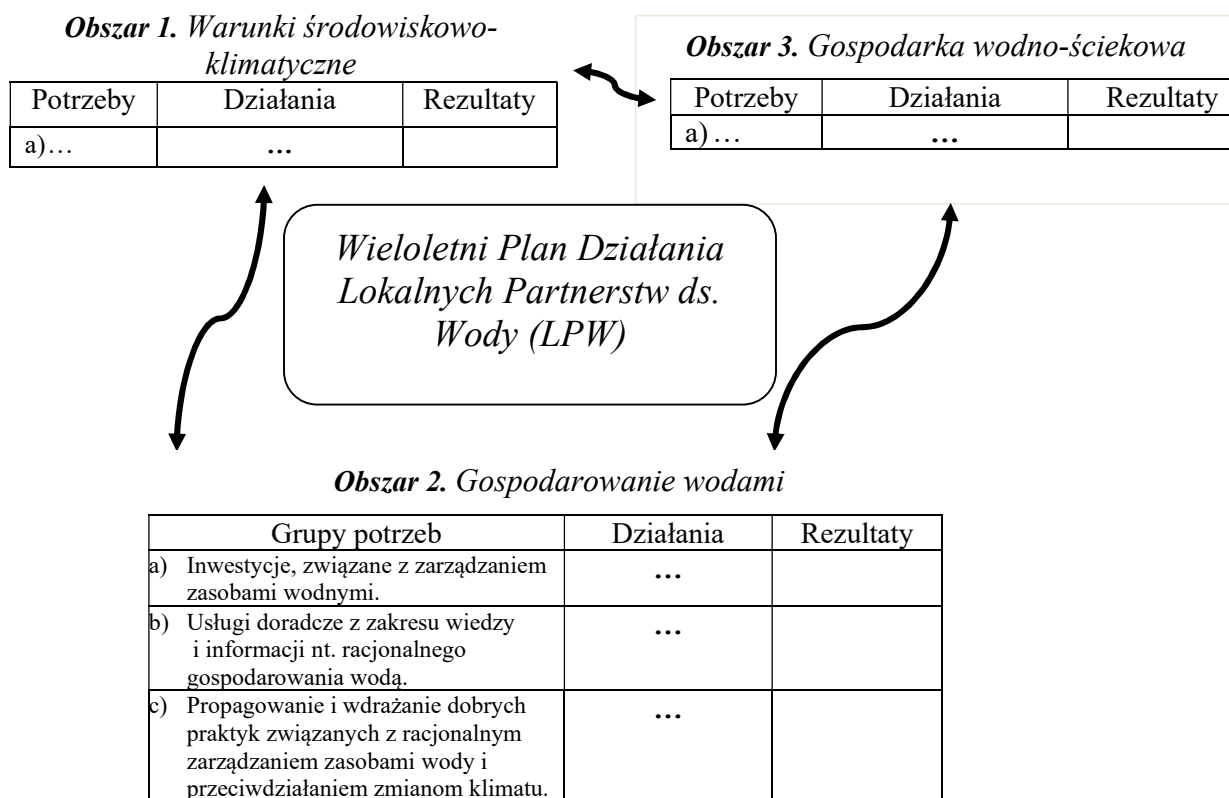 Obszar 1. Warunki środowiskowo-
klimatyczne
Potrzeby Działania Rezultaty
a)… …
Obszar 3. Gospodarka wodno-ściekowa
Potrzeby Działania Rezultaty
a) … …
Wieloletni Plan Działania
Lokalnych Partnerstw ds.
Wody (LPW)
Obszar 2. Gospodarowanie wodami
Grupy potrzeb Działania Rezultaty
a) Inwestycje, związane z zarządzaniem …
zasobami wodnymi.
b) Usługi doradcze z zakresu wiedzy …
i informacji nt. racjonalnego
gospodarowania wodą.
c) Propagowanie i wdrażanie dobrych …
praktyk związanych z racjonalnym
zarządzaniem zasobami wody i
przeciwdziałaniem zmianom klimatu.